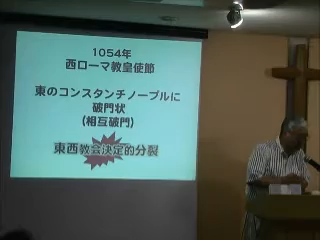 1054年
西ローマ教皇使節
東のコンスタンチノープルに
破門状
(相互破門)
東西教会決定的分裂